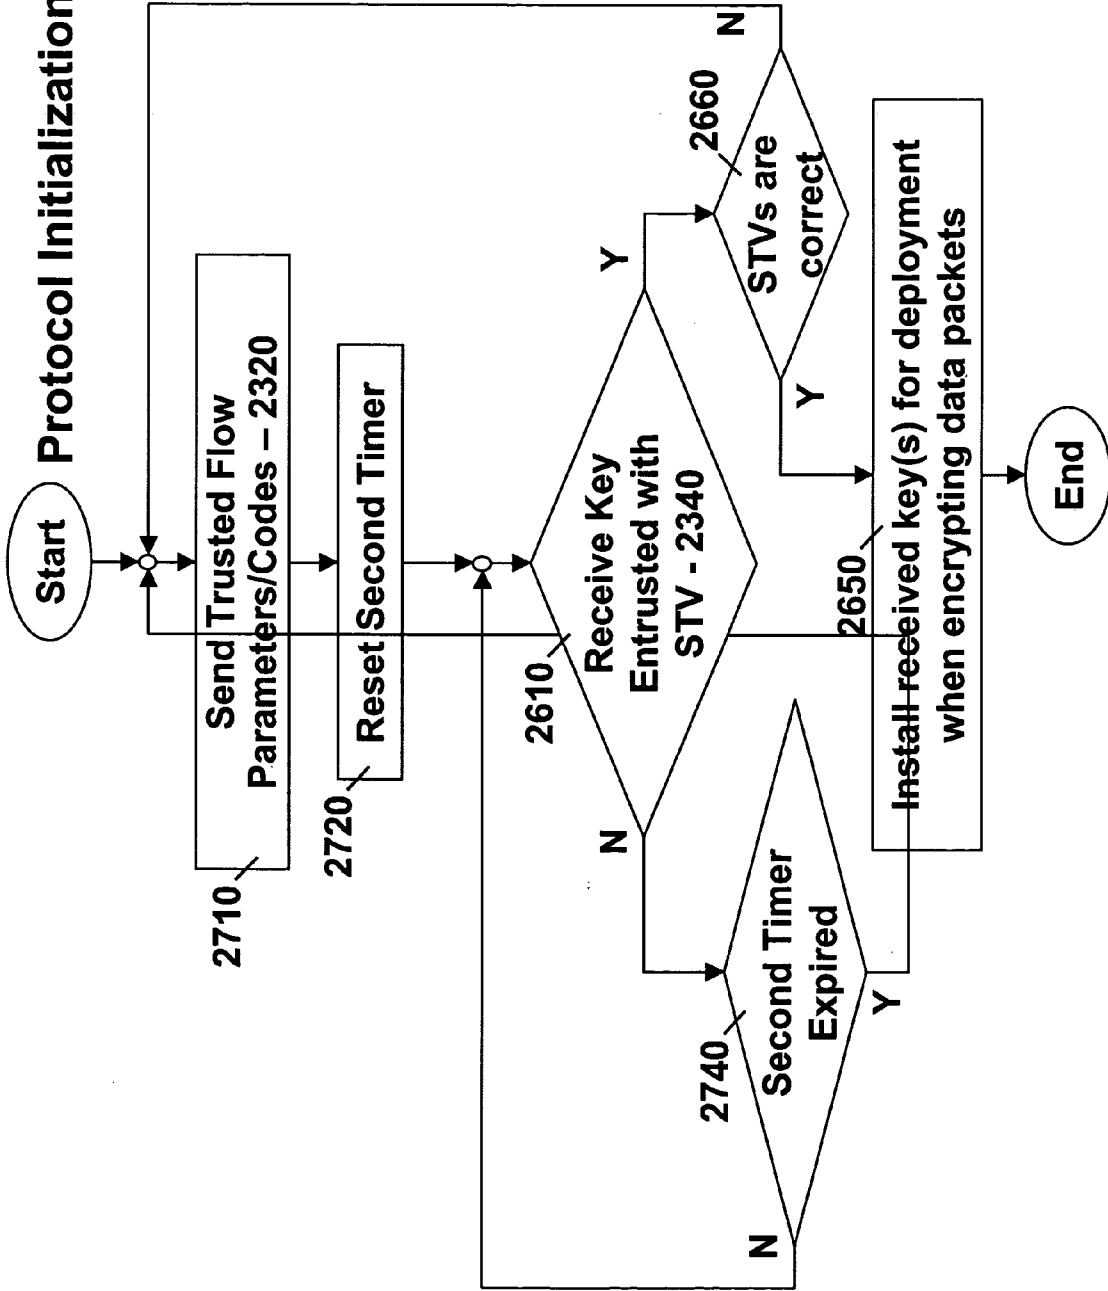 Protocol Initialization
Start
Send Trusted Flow
Parameters/Codes – 2320
2710
Reset Second Timer
2720
Receive Key
Entrusted with
STV - 2340
2610
N
Y
Second Timer
Expired
2740
N
Y
STVs are
correct
2660
N
Y
Install received key(s) for deployment
when encrypting data packets
2650
End